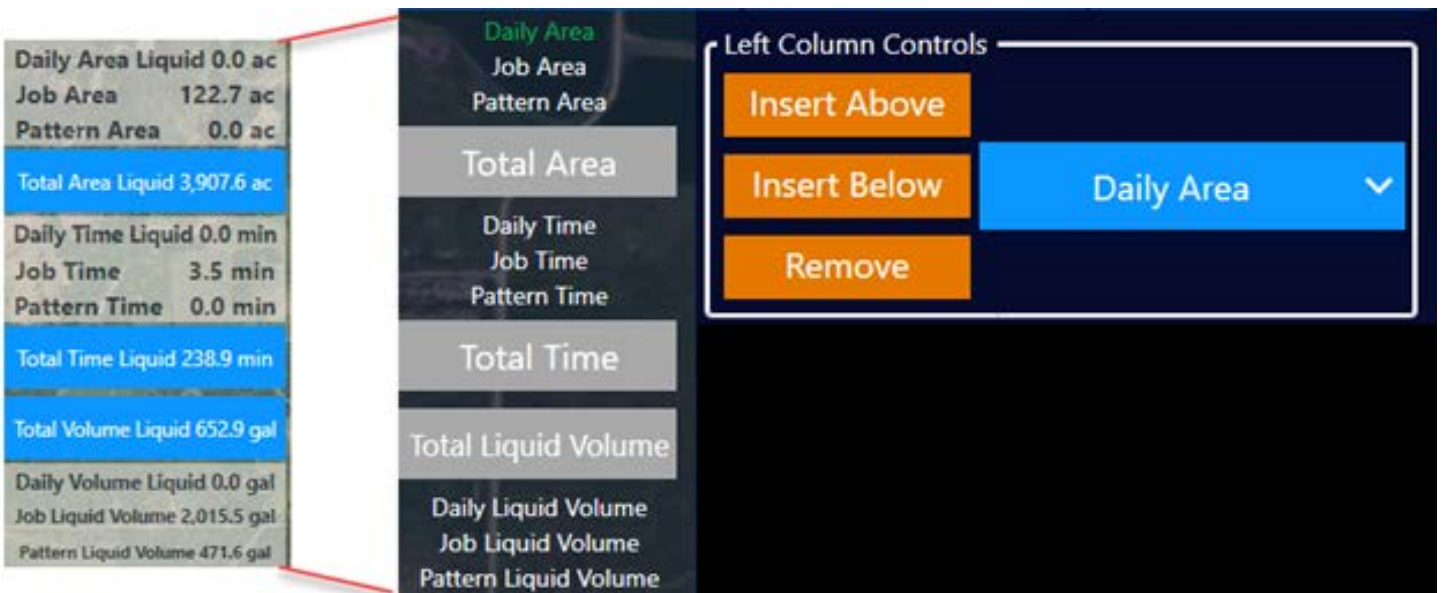 Daily Area Liquid 0.0 ac
Job Area 122.7 ac
Pattern Area 0.0 ac
Total Area Liquid 3,907.6 ac
Daily Time Liquid 0.0 min
Job Time 3.5 min
Pattern Time 0.0 min
Total Time Liquid 238.9 min
Total Volume Liquid 652.9 gal
Daily Volume Liquid 0.0 gal
Job Liquid Volume 2,015.5 gal
Pattern Liquid Volume 471.6 gal
Daily Area
Job Area
Pattern Area
Total Area
Daily Time
Job Time
Pattern Time
Total Time
Total Liquid Volume
Daily Liquid Volume
Job Liquid Volume
Pattern Liquid Volume
Left Column Controls
Insert Above
Insert Below
Daily Area
Remove